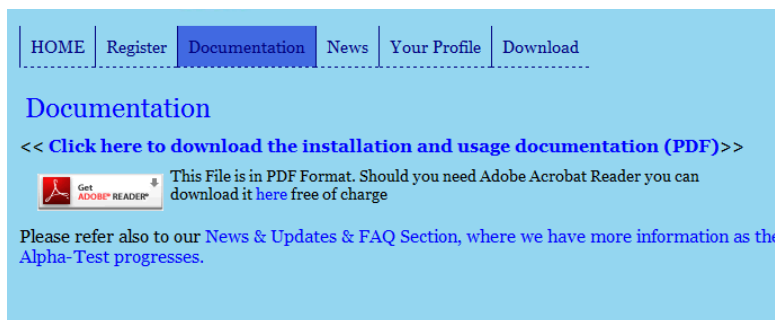 HOME Register Documentation News Your Profile Download
Documentation
<< Click here to download the installation and usage documentation (PDF)>>
Get ADOBE® READER®
This File is in PDF Format. Should you need Adobe Acrobat Reader you can
download it here free of charge
Please refer also to our News & Updates & FAQ Section, where we have more information as the
Alpha-Test progresses.